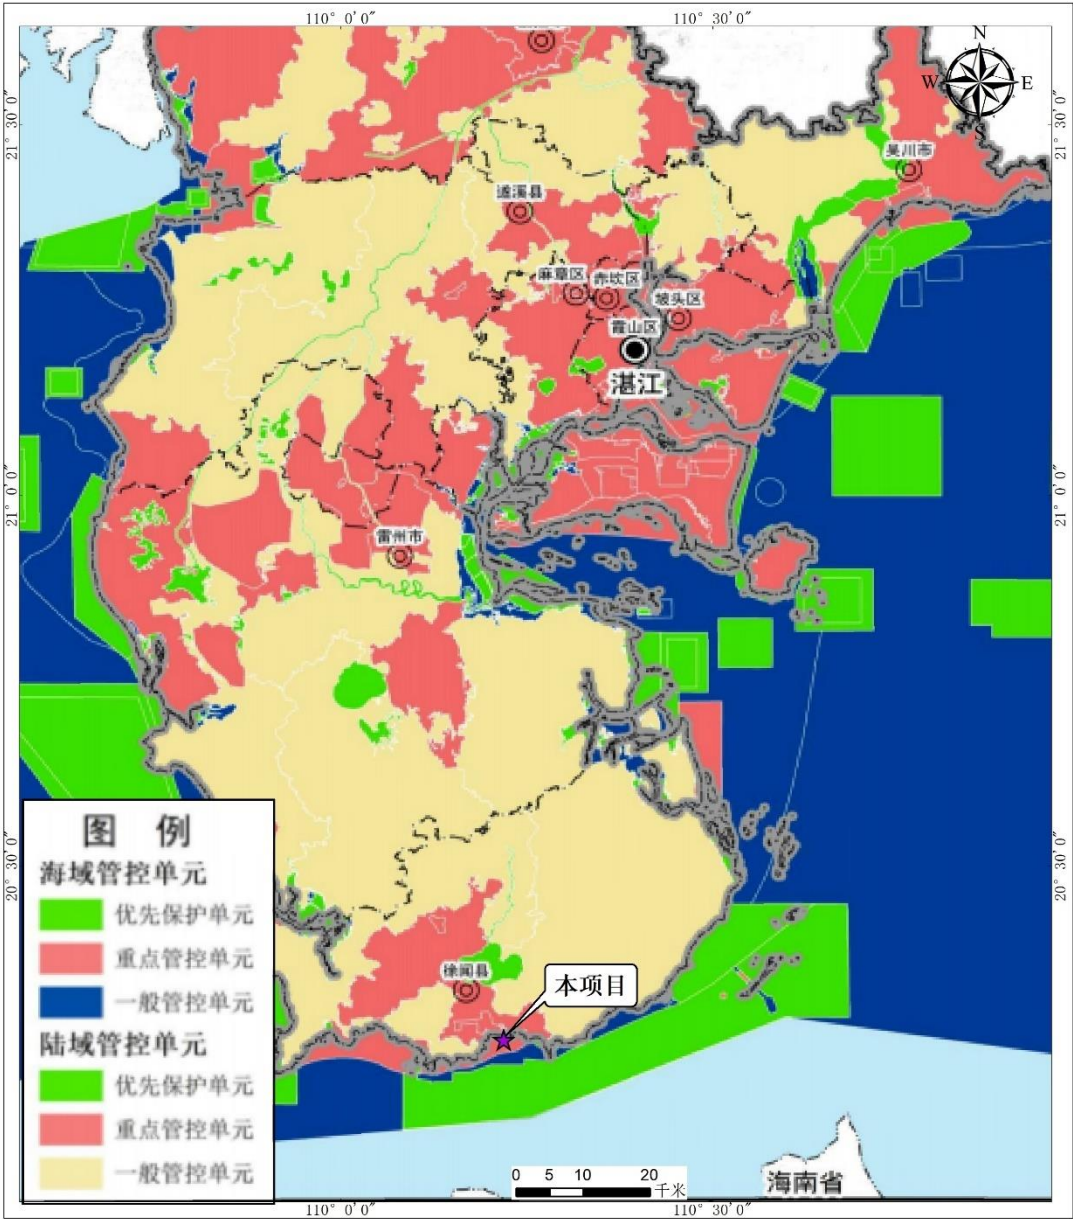 110° 0'0"
110° 30'0"
N
W
E
S
21° 30'0"
21° 30'0"
吴川市
遂溪县
麻章区
赤坎区
坡头区
霞山区
湛江
21° 0'0"
21° 0'0"
雷州市
图 例
海域管控单元
优先保护单元
重点管控单元
一般管控单元
陆域管控单元
优先保护单元
重点管控单元
一般管控单元
20° 30'0"
20° 30'0"
徐闻县
本项目
0 5 10 20
千米
海南省
110° 0'0"
110° 30'0"